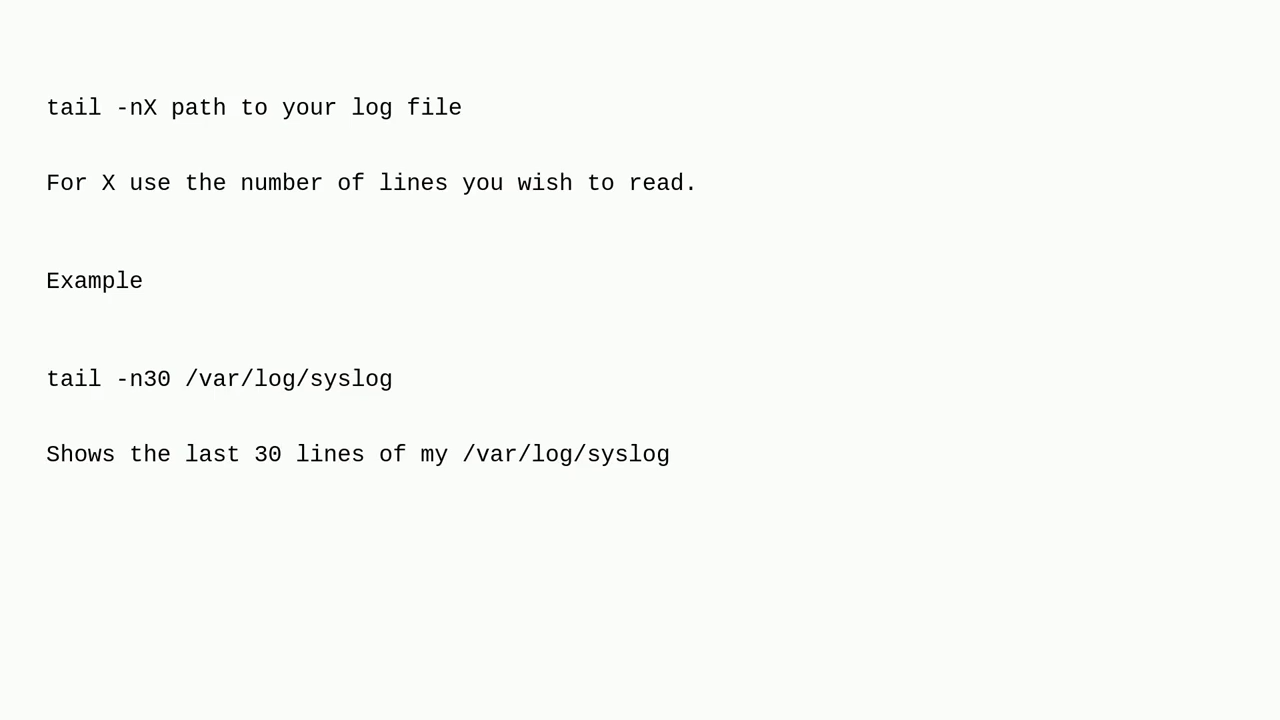 tail -nX path to your log file
For X use the number of lines you wish to read.
Example
tail -n30 /var/log/syslog
Shows the last 30 lines of my /var/log/syslog